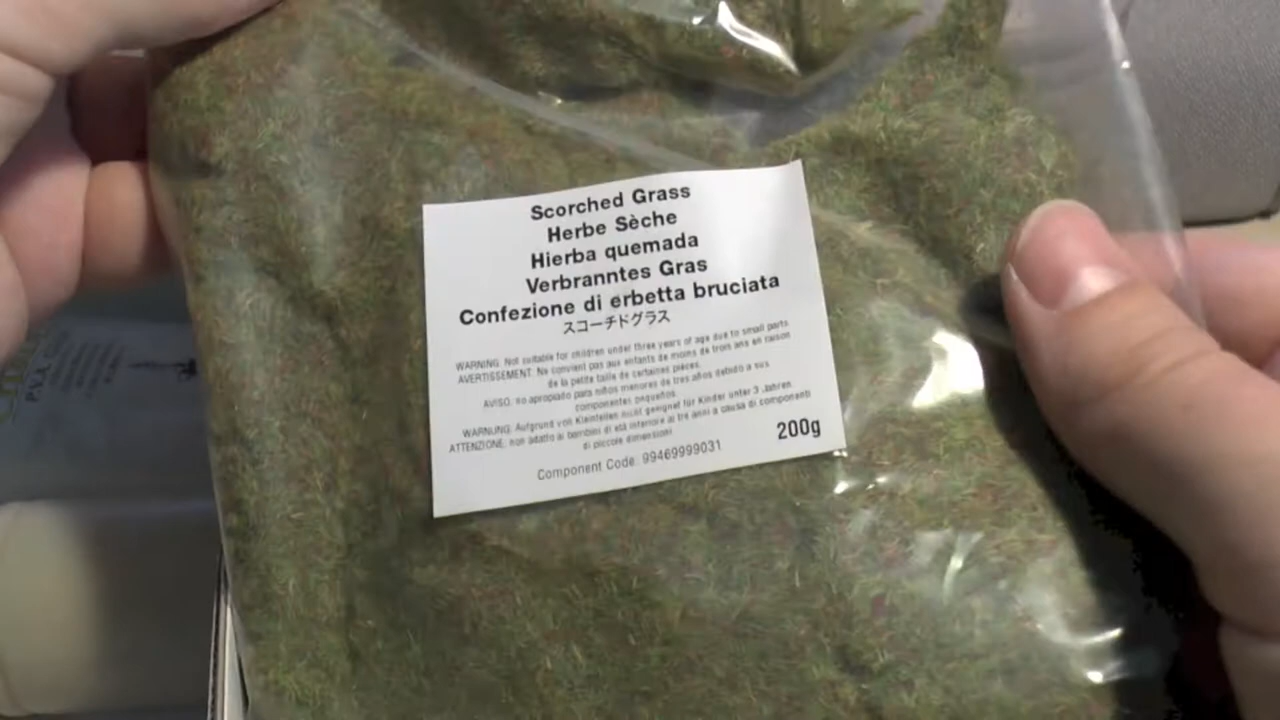 Scorched Grass
Herbe Sèche
Hierba quemada
Verbranntes Gras
Confezione di erbetta bruciata
スコーチドグラス
WARNING: Not suitable for children under three years of age due to small parts.
AVERTISSEMENT: Ne convient pas aux enfants de moins de trois ans en raison
de la petite taille de certaines pièces.
AVISO: no apropiado para niños menores de tres años debido a sus
componentes pequeños.
WARNUNG: Aufgrund von Kleinteilen nicht geeignet für Kinder unter 3 Jahren.
ATTENZIONE: non adatto ai bambini di età inferiore ai tre anni a causa di componenti
di piccole dimensioni
200g
Component Code: 99469999031
P.V.A.